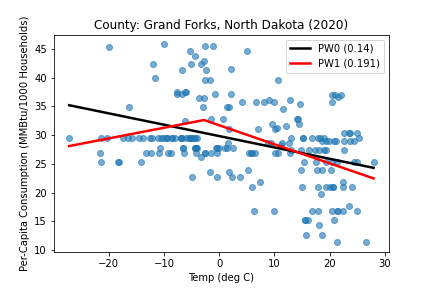 County: Grand Forks, North Dakota (2020)
PW0 (0.14)
PW1 (0.191)
Per-Capita Consumption (MMBtu/1000 Households)
45
40
35
30
25
20
15
10
−20
−10
0
10
20
30
Temp (deg C)